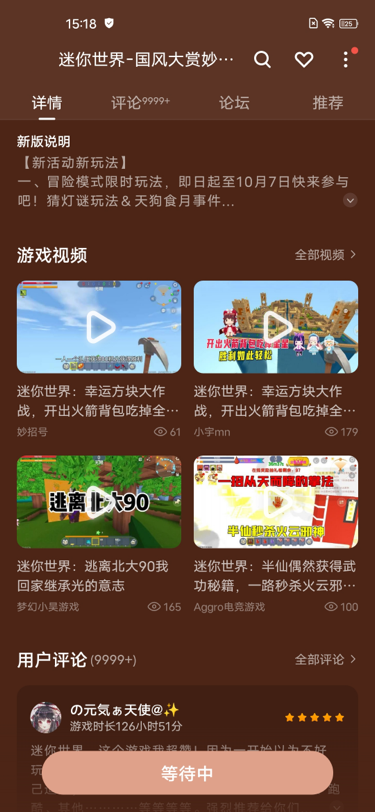 15:18
25
迷你世界-国风大赏妙…
详情
评论9999+
论坛
推荐
新版说明
【新活动新玩法】
一、冒险模式限时玩法，即日起至10月7日快来参与
吧！猜灯谜玩法＆天狗食月事件...
游戏视频
全部视频
开出火箭背包吃掉全
胜利如此轻松
迷你世界：幸运方块大作
战，开出火箭背包吃掉全…
妙招号
61
迷你世界：幸运方块大作
战，开出火箭背包吃掉全…
小宇mn
179
逃离北大90
一招从天而降的掌法
半仙秒杀火云邪神
迷你世界：逃离北大90我
回家继承光的意志
梦幻小昊游戏
165
迷你世界：半仙偶然获得武
功秘籍，一路秒杀火云邪…
Aggro电竞游戏
100
用户评论(9999+)
全部评论
の元気ぁ天使@✨
游戏时长126小时51分
迷你世界，这个游戏我超赞！因为一开始以为不好
玩
等待中